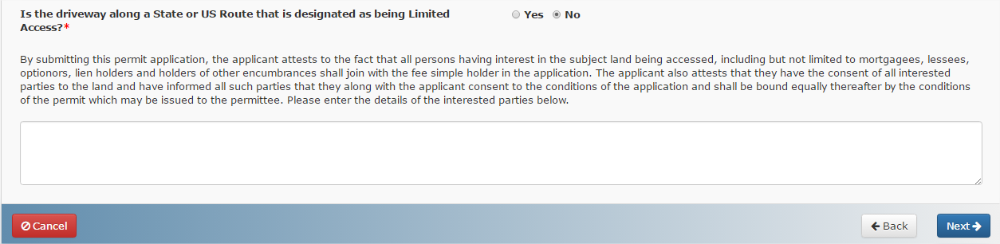 Is the driveway along a State or US Route that is designated as being Limited Access?* Yes No
By submitting this permit application, the applicant attests to the fact that all persons having interest in the subject land being accessed, including but not limited to mortgagees, lessees,
optionors, lien holders and holders of other encumbrances shall join with the fee simple holder in the application. The applicant also attests that they have the consent of all interested
parties to the land and have informed all such parties that they along with the applicant consent to the conditions of the application and shall be bound equally thereafter by the conditions
of the permit which may be issued to the permittee. Please enter the details of the interested parties below.
Cancel Back Next